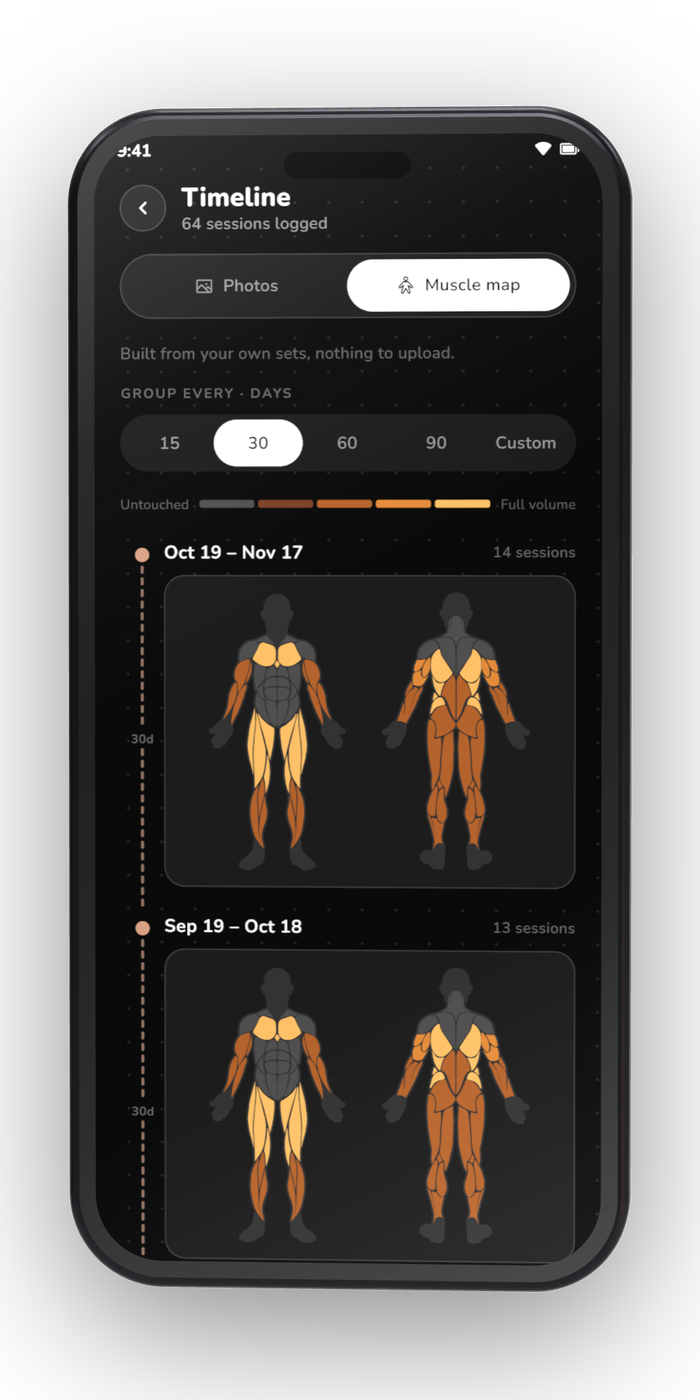 9:41
Timeline
64 sessions logged
Photos
Muscle map
Built from your own sets, nothing to upload.
GROUP EVERY · DAYS
15 30 60 90 Custom
Untouched
Full volume
Oct 19 – Nov 17
14 sessions
30d
Sep 19 – Oct 18
13 sessions
30d